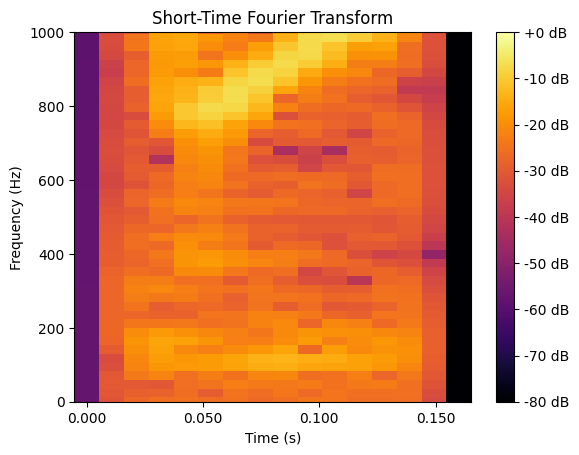 Short-Time Fourier Transform
1000
800
600
400
200
0
Frequency (Hz)
0.000
0.050
0.100
0.150
Time (s)
+0 dB
-10 dB
-20 dB
-30 dB
-40 dB
-50 dB
-60 dB
-70 dB
-80 dB